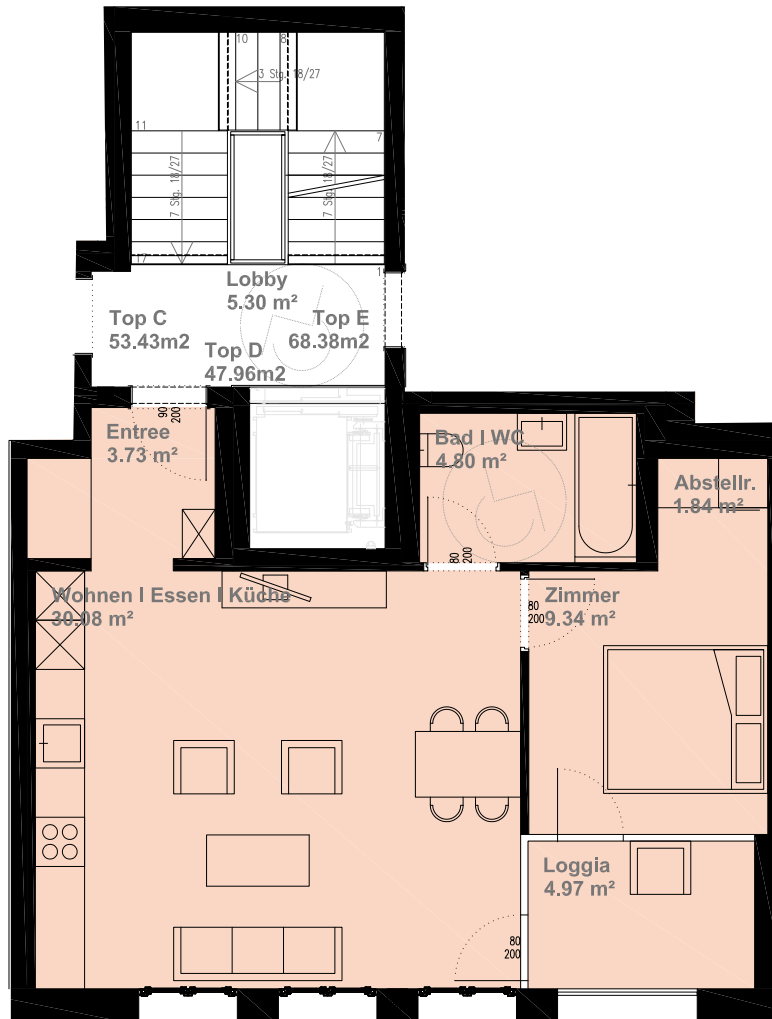 10 8
3 Stg. 18/27
11 7
7 Stg. 18/27
7 Stg. 18/27
17 1
Lobby
5.30 m²
Top C
53.43m2
Top E
68.38m2
Top D
47.96m2
90
200
Entree
3.73 m²
Bad I WC
4.80 m²
Abstellr.
1.84 m²
80
200
Wohnen I Essen I Küche
30.08 m²
80
200
Zimmer
9.34 m²
Loggia
4.97 m²
80
200